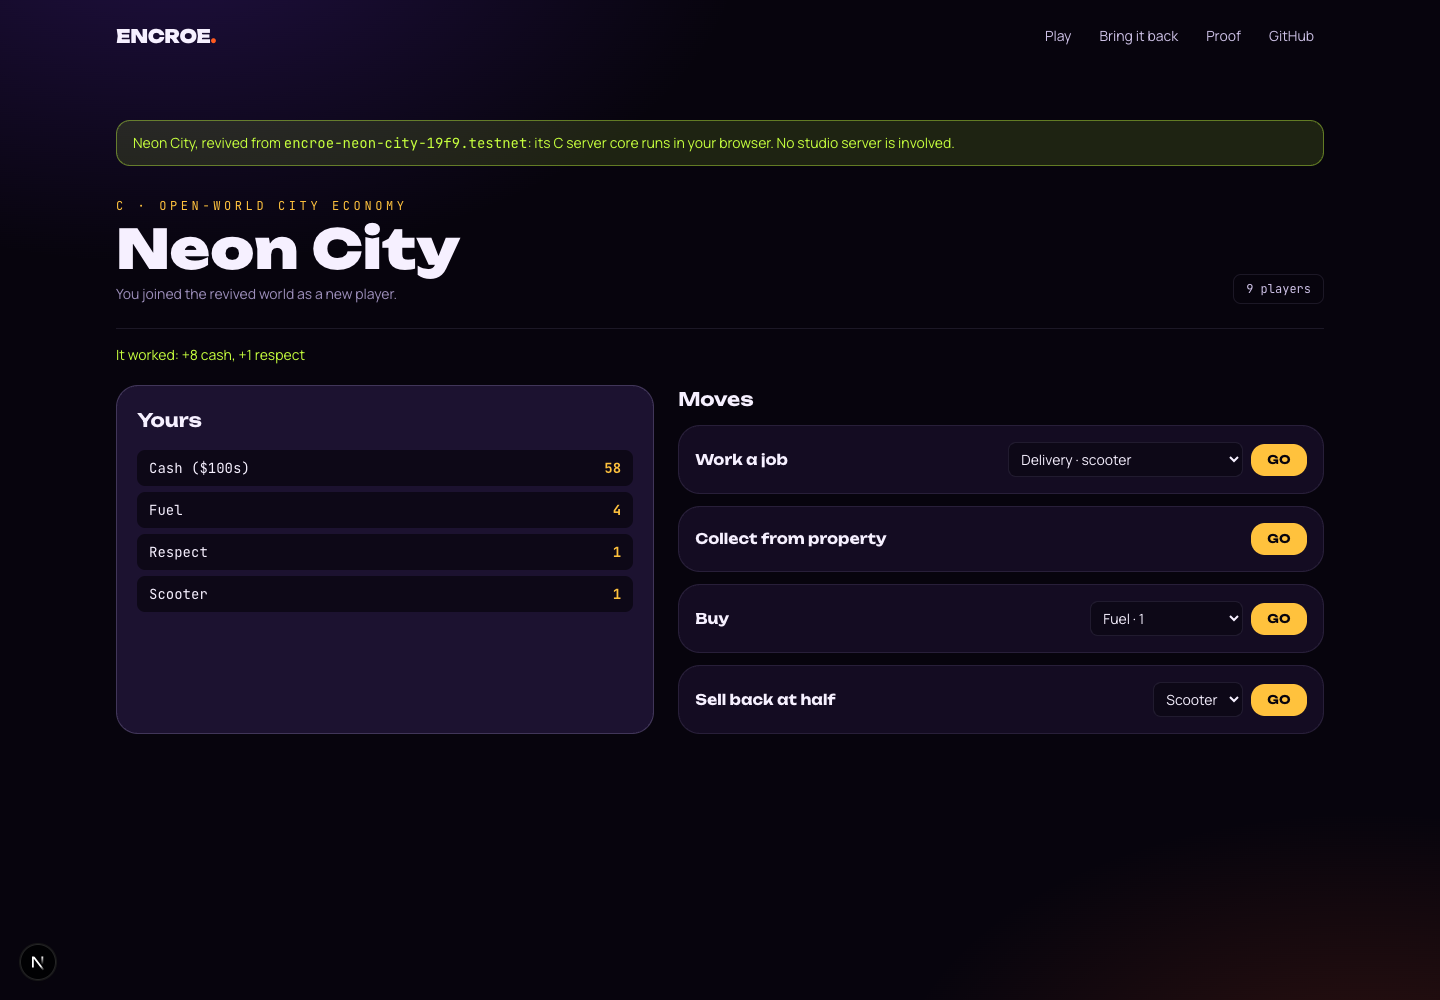 ENCROE.
Play
Bring it back
Proof
GitHub
Neon City, revived from encroe-neon-city-19f9.testnet: its C server core runs in your browser. No studio server is involved.
C · OPEN-WORLD CITY ECONOMY
Neon City
You joined the revived world as a new player.
9 players
It worked: +8 cash, +1 respect
Yours
Cash ($100s) 58
Fuel 4
Respect 1
Scooter 1
Moves
Work a job Delivery · scooter GO
Collect from property GO
Buy Fuel · 1 GO
Sell back at half Scooter GO
N